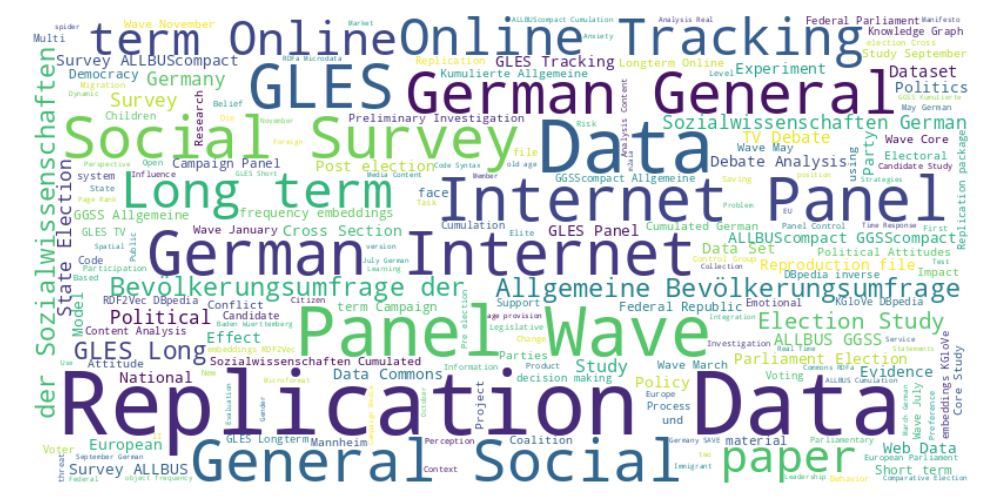 ALLBUScompact Cumulation
Analysis Real
Manifesto
spider
Wave November
Market
Anxiety
Federal Parliament
Multi
term Online
Online Tracking
Knowledge Graph
RDFa Microdata
election Cross
Survey ALLBUScompact
Replication
Longterm Online
Study September
Democracy
GLES Tracking
Level
Migration
Germany
GLES
Kumulierte Allgemeine
Experiment
Dataset
Dynamic
German General
GGSS Kumulierte
Survey
Belief
Research
Politics
May German
Children
Die
November
Preliminary Investigation
Analysis Content
Sozialwissenschaften German
Social Survey
Data
Risk
TV Debate
Wave Core
Perspective
Foreign
file
Wave May
Party
Electoral
Open
Campaign Panel
Post election
Code Syntax
old age
Debate Analysis
using
Candidate Study
system
Influence
Media Content
GGSScompact Allgemeine
Saving
position
State
GLES Short
Member
Strategies
Page Rank
Long term
face
Task
Internet Panel
Problem
EU
Replication package
GGSS Allgemeine
frequency embeddings
Cumulation
Elite
Panel Control
Time Response
First
GLES TV
Wave January
Cross Section
GLES Panel
Cumulated German
ALLBUScompact GGSScompact
State Election
Spatial
Public
German Internet
version
Data Set
Political Attitudes
Code
July German
Control Group
Reproduction file
Impact
Participation
Learning
Collection
Test
Based
DBpedia inverse
der Sozialwissenschaften
Bevölkerungsumfrage der
Allgemeine Bevölkerungsumfrage
Model
RDF2Vec DBpedia
Conflict
term Campaign
Support
Federal Republic
Emotional
KGloVe DBpedia
Political
Citizen
Panel Wave
age provision
Legislative
Integration
Election Study
Candidate
Baden Wuerttemberg
Pre election
Content Analysis
Effect
Change
Investigation
Real Time
Statements
ALLBUS GGSS
Service
GLES Long
Sozialwissenschaften Cumulated
Parties
Parliament Election
Attitude
embeddings RDF2Vec
Information
Product
Study
Commons RDFa
Evidence
Use
National
New
Microformat
Data Commons
decision making
Policy
Voting
ALLBUS Cumulation
embeddings KGloVe
Core Study
Replication Data
Evaluation
Gender
Campaign Media
October
Project
Europe
Process
Wave March
Wave July
March German
Preference
und
European
GLES Longterm
Mannheim
Perception
Coalition
Germany SAVE
material
Parliamentary
Voter
II
General Social
paper
Web Data
September German
Context
two
European Parliament
threat
Survey ALLBUS
Immigrant
Short term
Federal
object frequency
Leadership
Behavior
Comparative Election